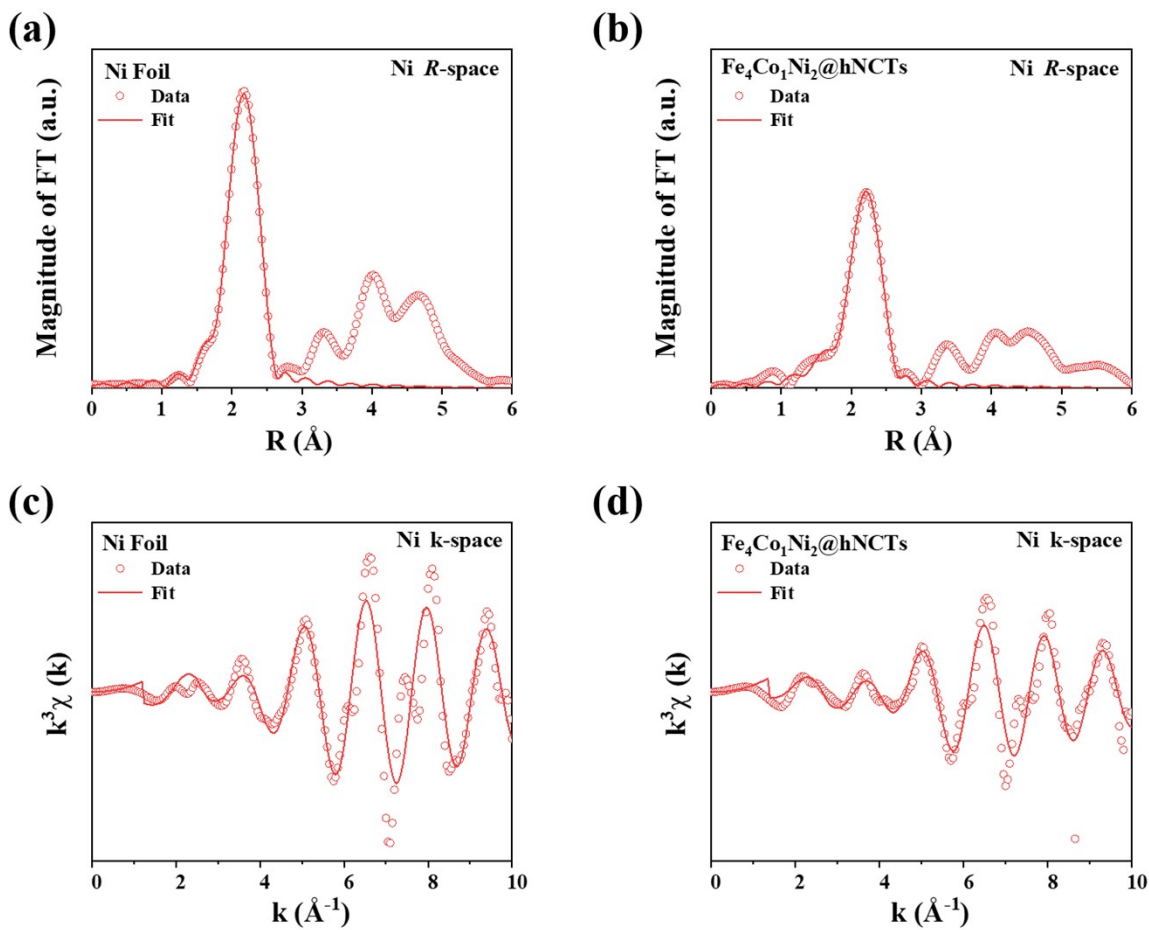 (a)
Ni Foil
Data
Fit
Ni R-space
Magnitude of FT (a.u.)
0 1 2 3 4 5 6
R (Å)
(b)
Fe₄Co₁Ni₂@hNCTs
Data
Fit
Ni R-space
Magnitude of FT (a.u.)
0 1 2 3 4 5 6
R (Å)
(c)
Ni Foil
Data
Fit
Ni k-space
k³χ (k)
0 2 4 6 8 10
k (Å⁻¹)
(d)
Fe₄Co₁Ni₂@hNCTs
Data
Fit
Ni k-space
k³χ (k)
0 2 4 6 8 10
k (Å⁻¹)